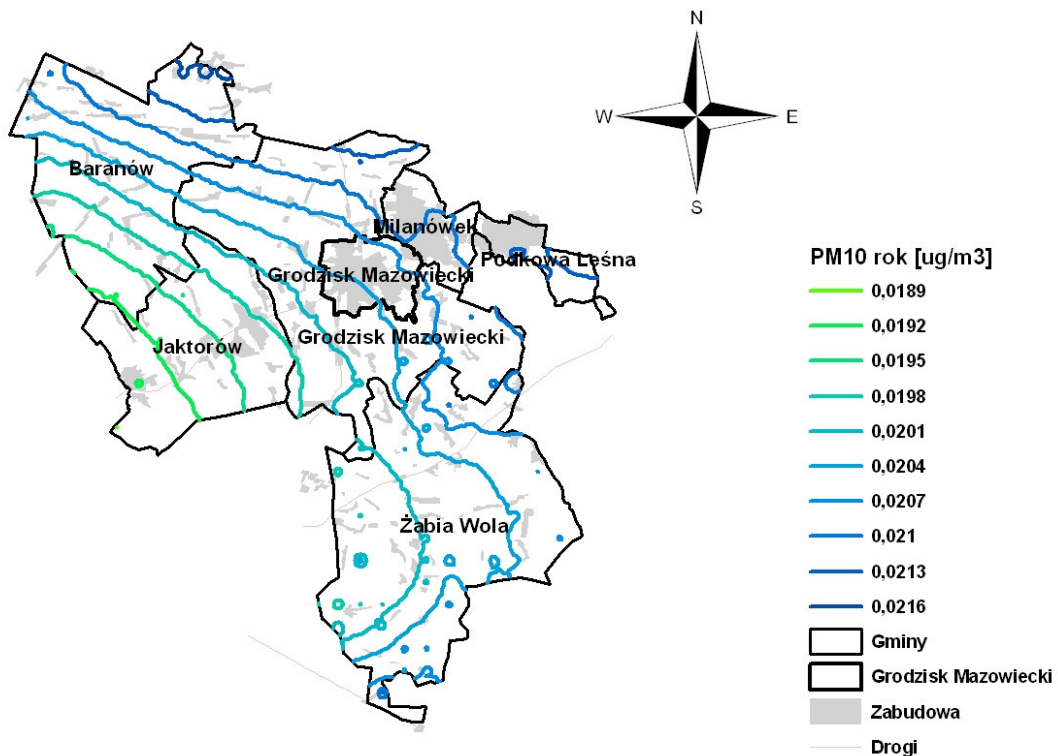 N
W
E
S
Baranów
Milanówek
Podkowa Leśna
Grodzisk Mazowiecki
Grodzisk Mazowiecki
Jaktorów
Żabia Wola
PM10 rok [ug/m3]
0,0189
0,0192
0,0195
0,0198
0,0201
0,0204
0,0207
0,021
0,0213
0,0216
Gminy
Grodzisk Mazowiecki
Zabudowa
Drogi